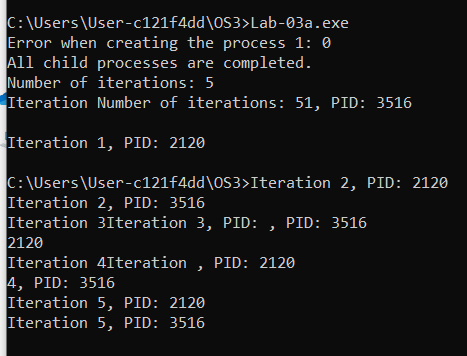 C:\Users\User-c121f4dd\OS3>Lab-03a.exe
Error when creating the process 1: 0
All child processes are completed.
Number of iterations: 5
Iteration Number of iterations: 51, PID: 3516
Iteration 1, PID: 2120
C:\Users\User-c121f4dd\OS3>Iteration 2, PID: 2120
Iteration 2, PID: 3516
Iteration 3Iteration 3, PID: , PID: 3516
2120
Iteration 4Iteration , PID: 2120
4, PID: 3516
Iteration 5, PID: 2120
Iteration 5, PID: 3516